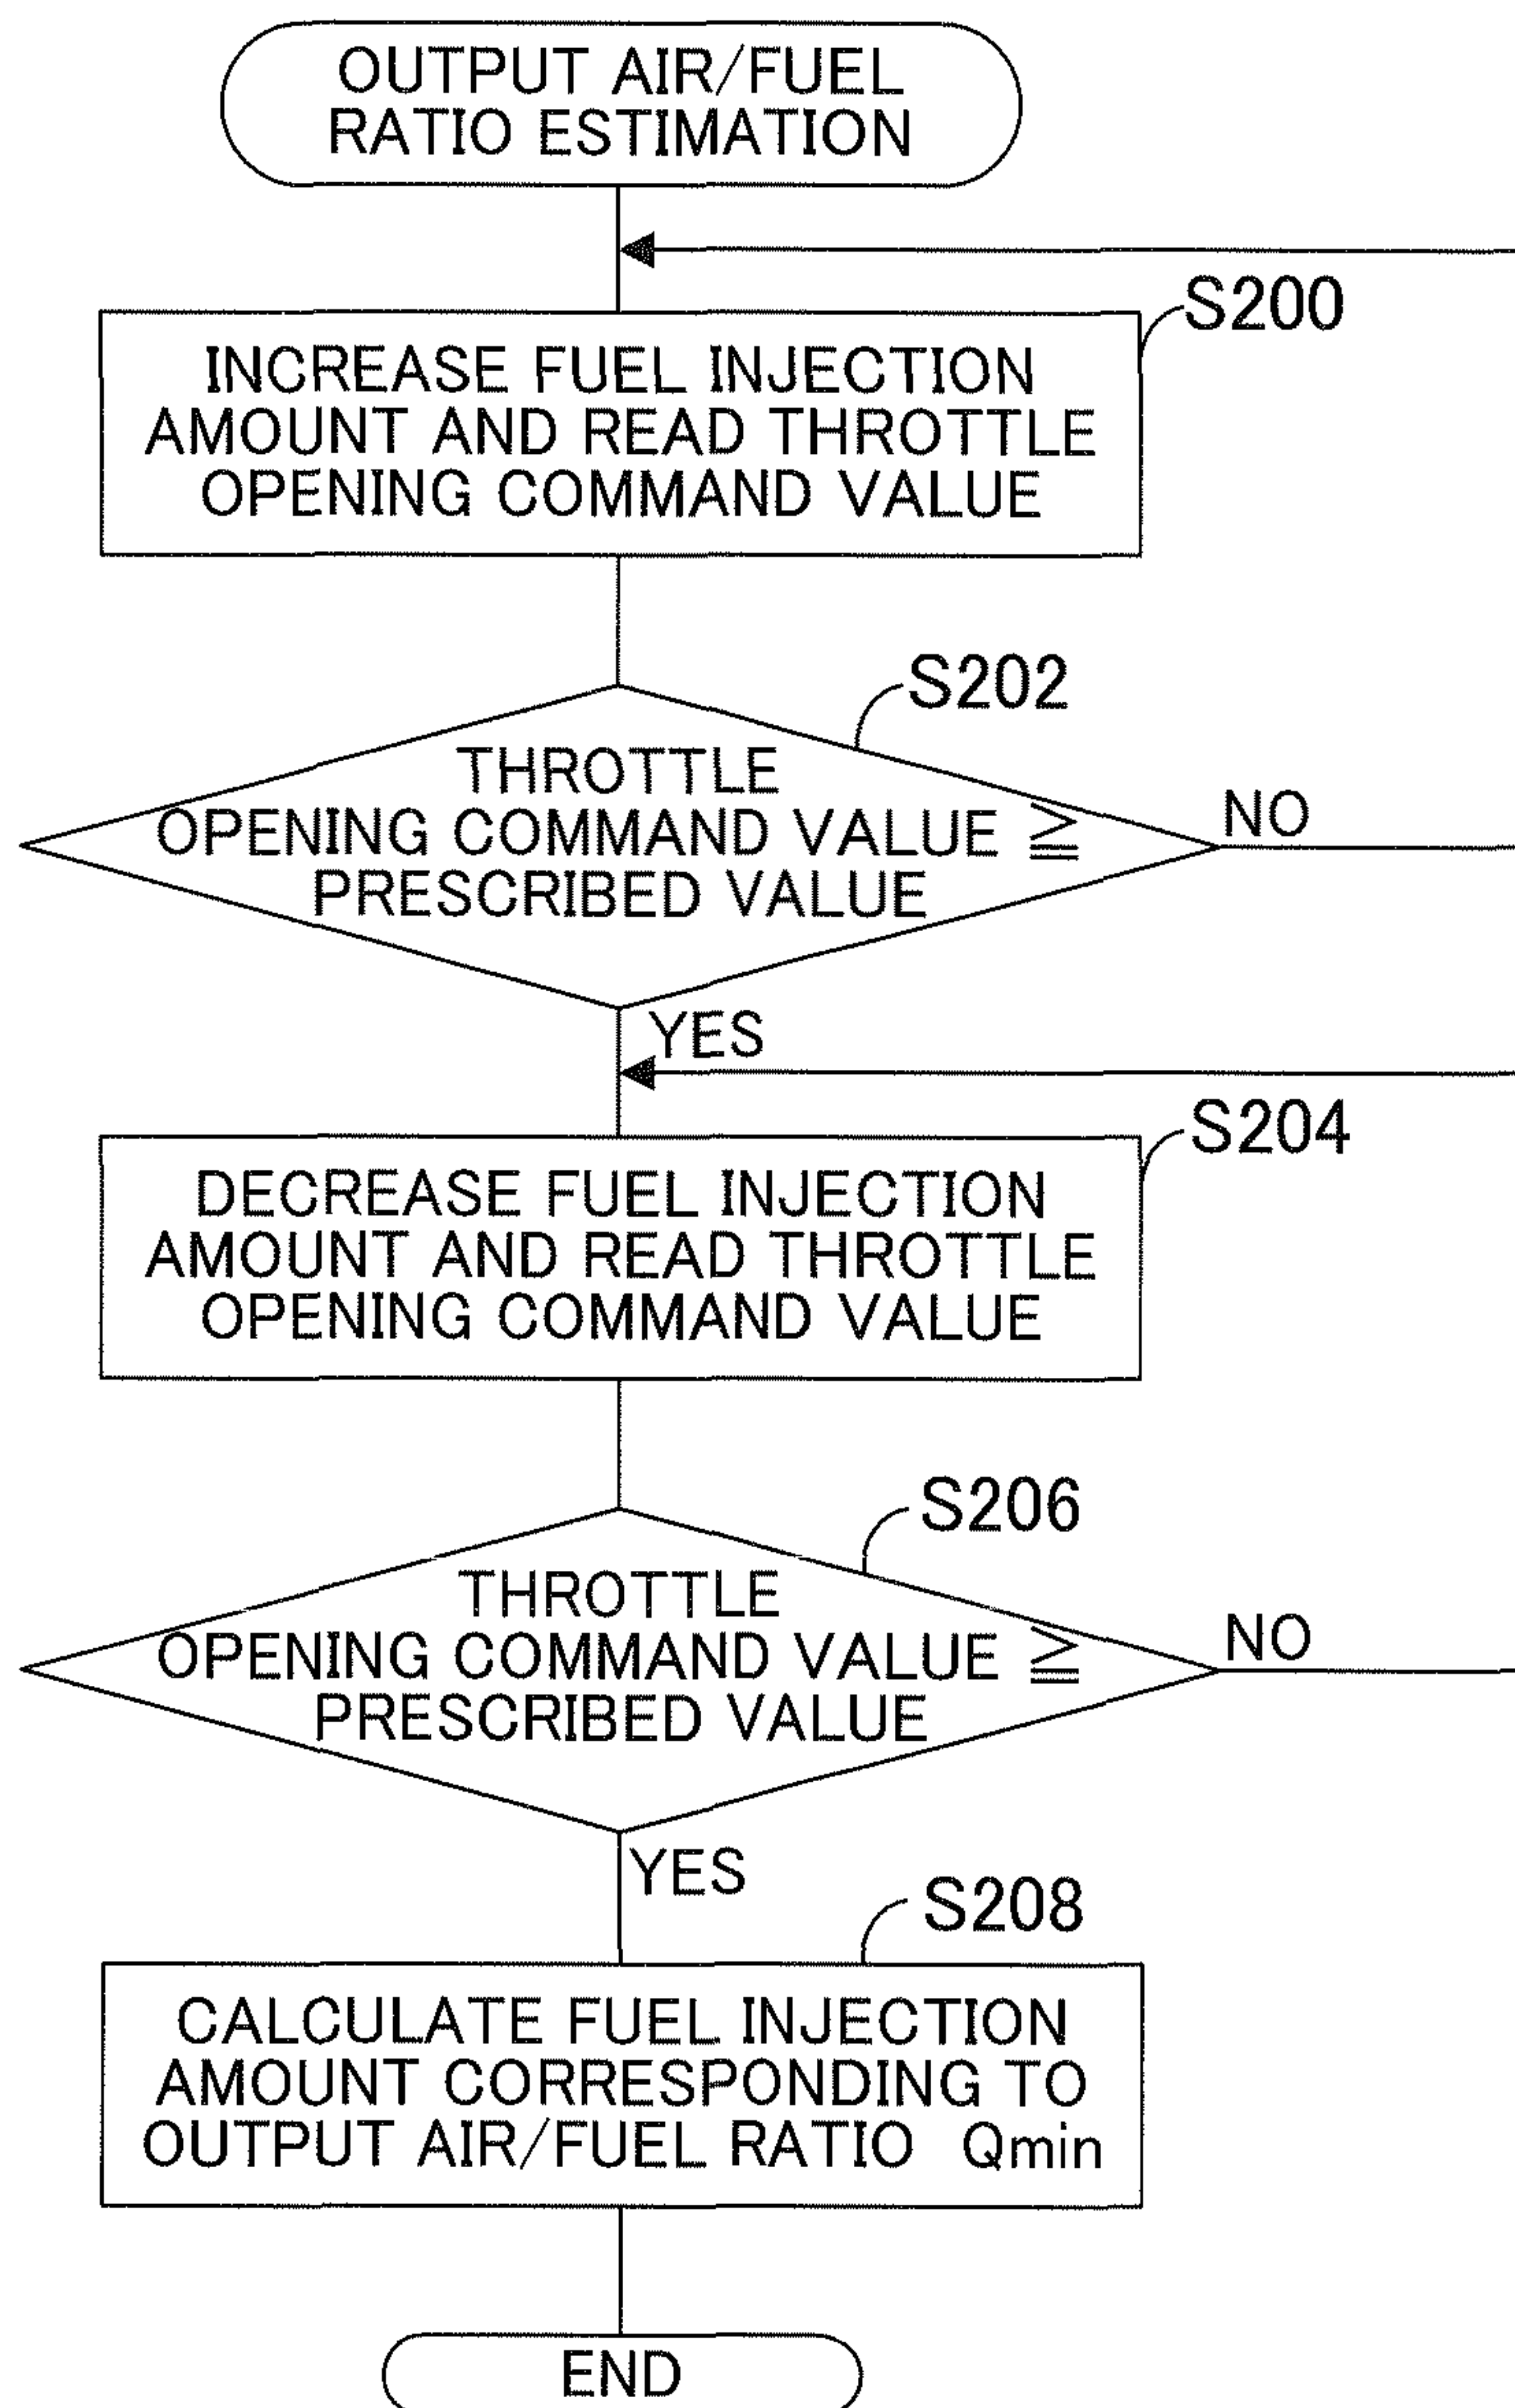 OUTPUT AIR/FUEL
RATIO ESTIMATION
S200
INCREASE FUEL INJECTION
AMOUNT AND READ THROTTLE
OPENING COMMAND VALUE
S202
THROTTLE
OPENING COMMAND VALUE ≧
PRESCRIBED VALUE
NO
YES
S204
DECREASE FUEL INJECTION
AMOUNT AND READ THROTTLE
OPENING COMMAND VALUE
S206
THROTTLE
OPENING COMMAND VALUE ≧
PRESCRIBED VALUE
NO
YES
S208
CALCULATE FUEL INJECTION
AMOUNT CORRESPONDING TO
OUTPUT AIR/FUEL RATIO Qmin
END